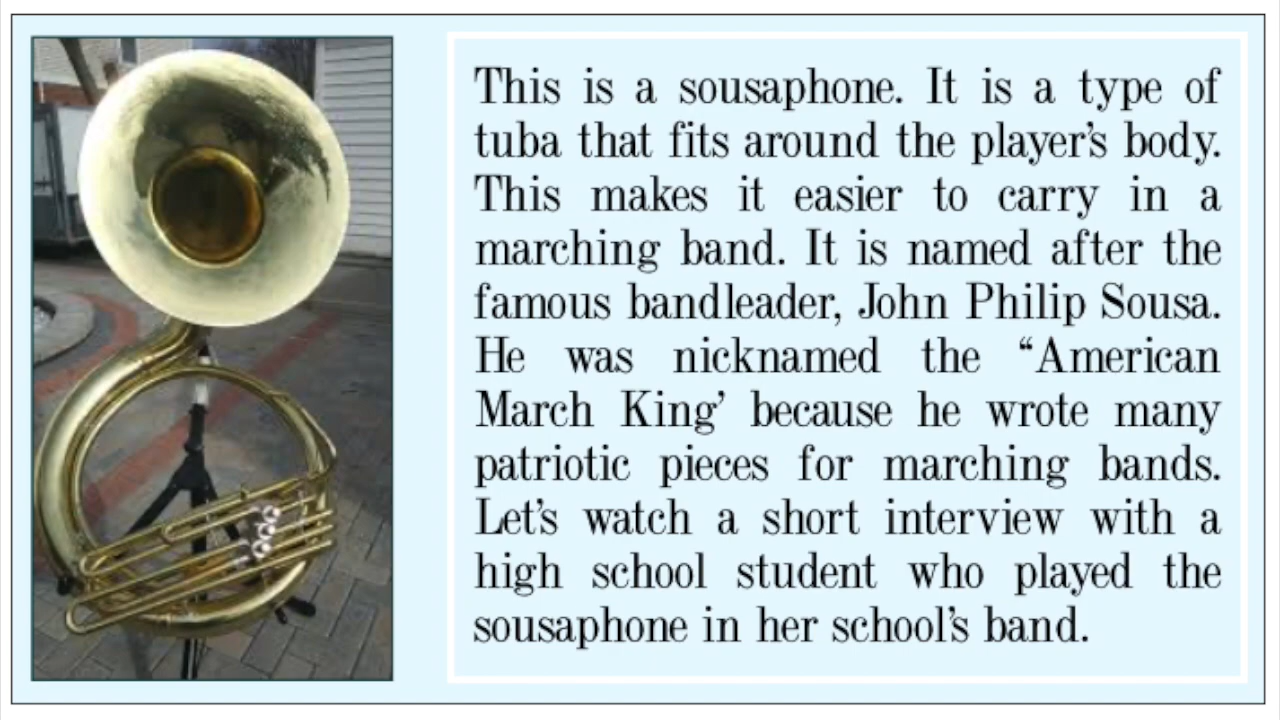 This is a sousaphone. It is a type of
tuba that fits around the player's body.
This makes it easier to carry in a
marching band. It is named after the
famous bandleader, John Philip Sousa.
He was nicknamed the “American
March King’ because he wrote many
patriotic pieces for marching bands.
Let's watch a short interview with a
high school student who played the
sousaphone in her school's band.